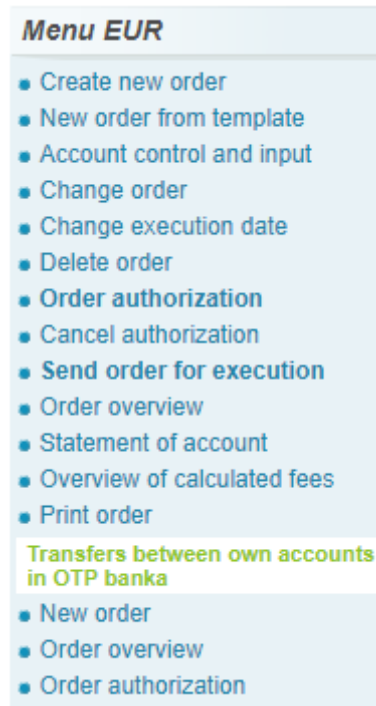 Menu EUR
Create new order
New order from template
Account control and input
Change order
Change execution date
Delete order
Order authorization
Cancel authorization
Send order for execution
Order overview
Statement of account
Overview of calculated fees
Print order
Transfers between own accounts
in OTP banka
New order
Order overview
Order authorization